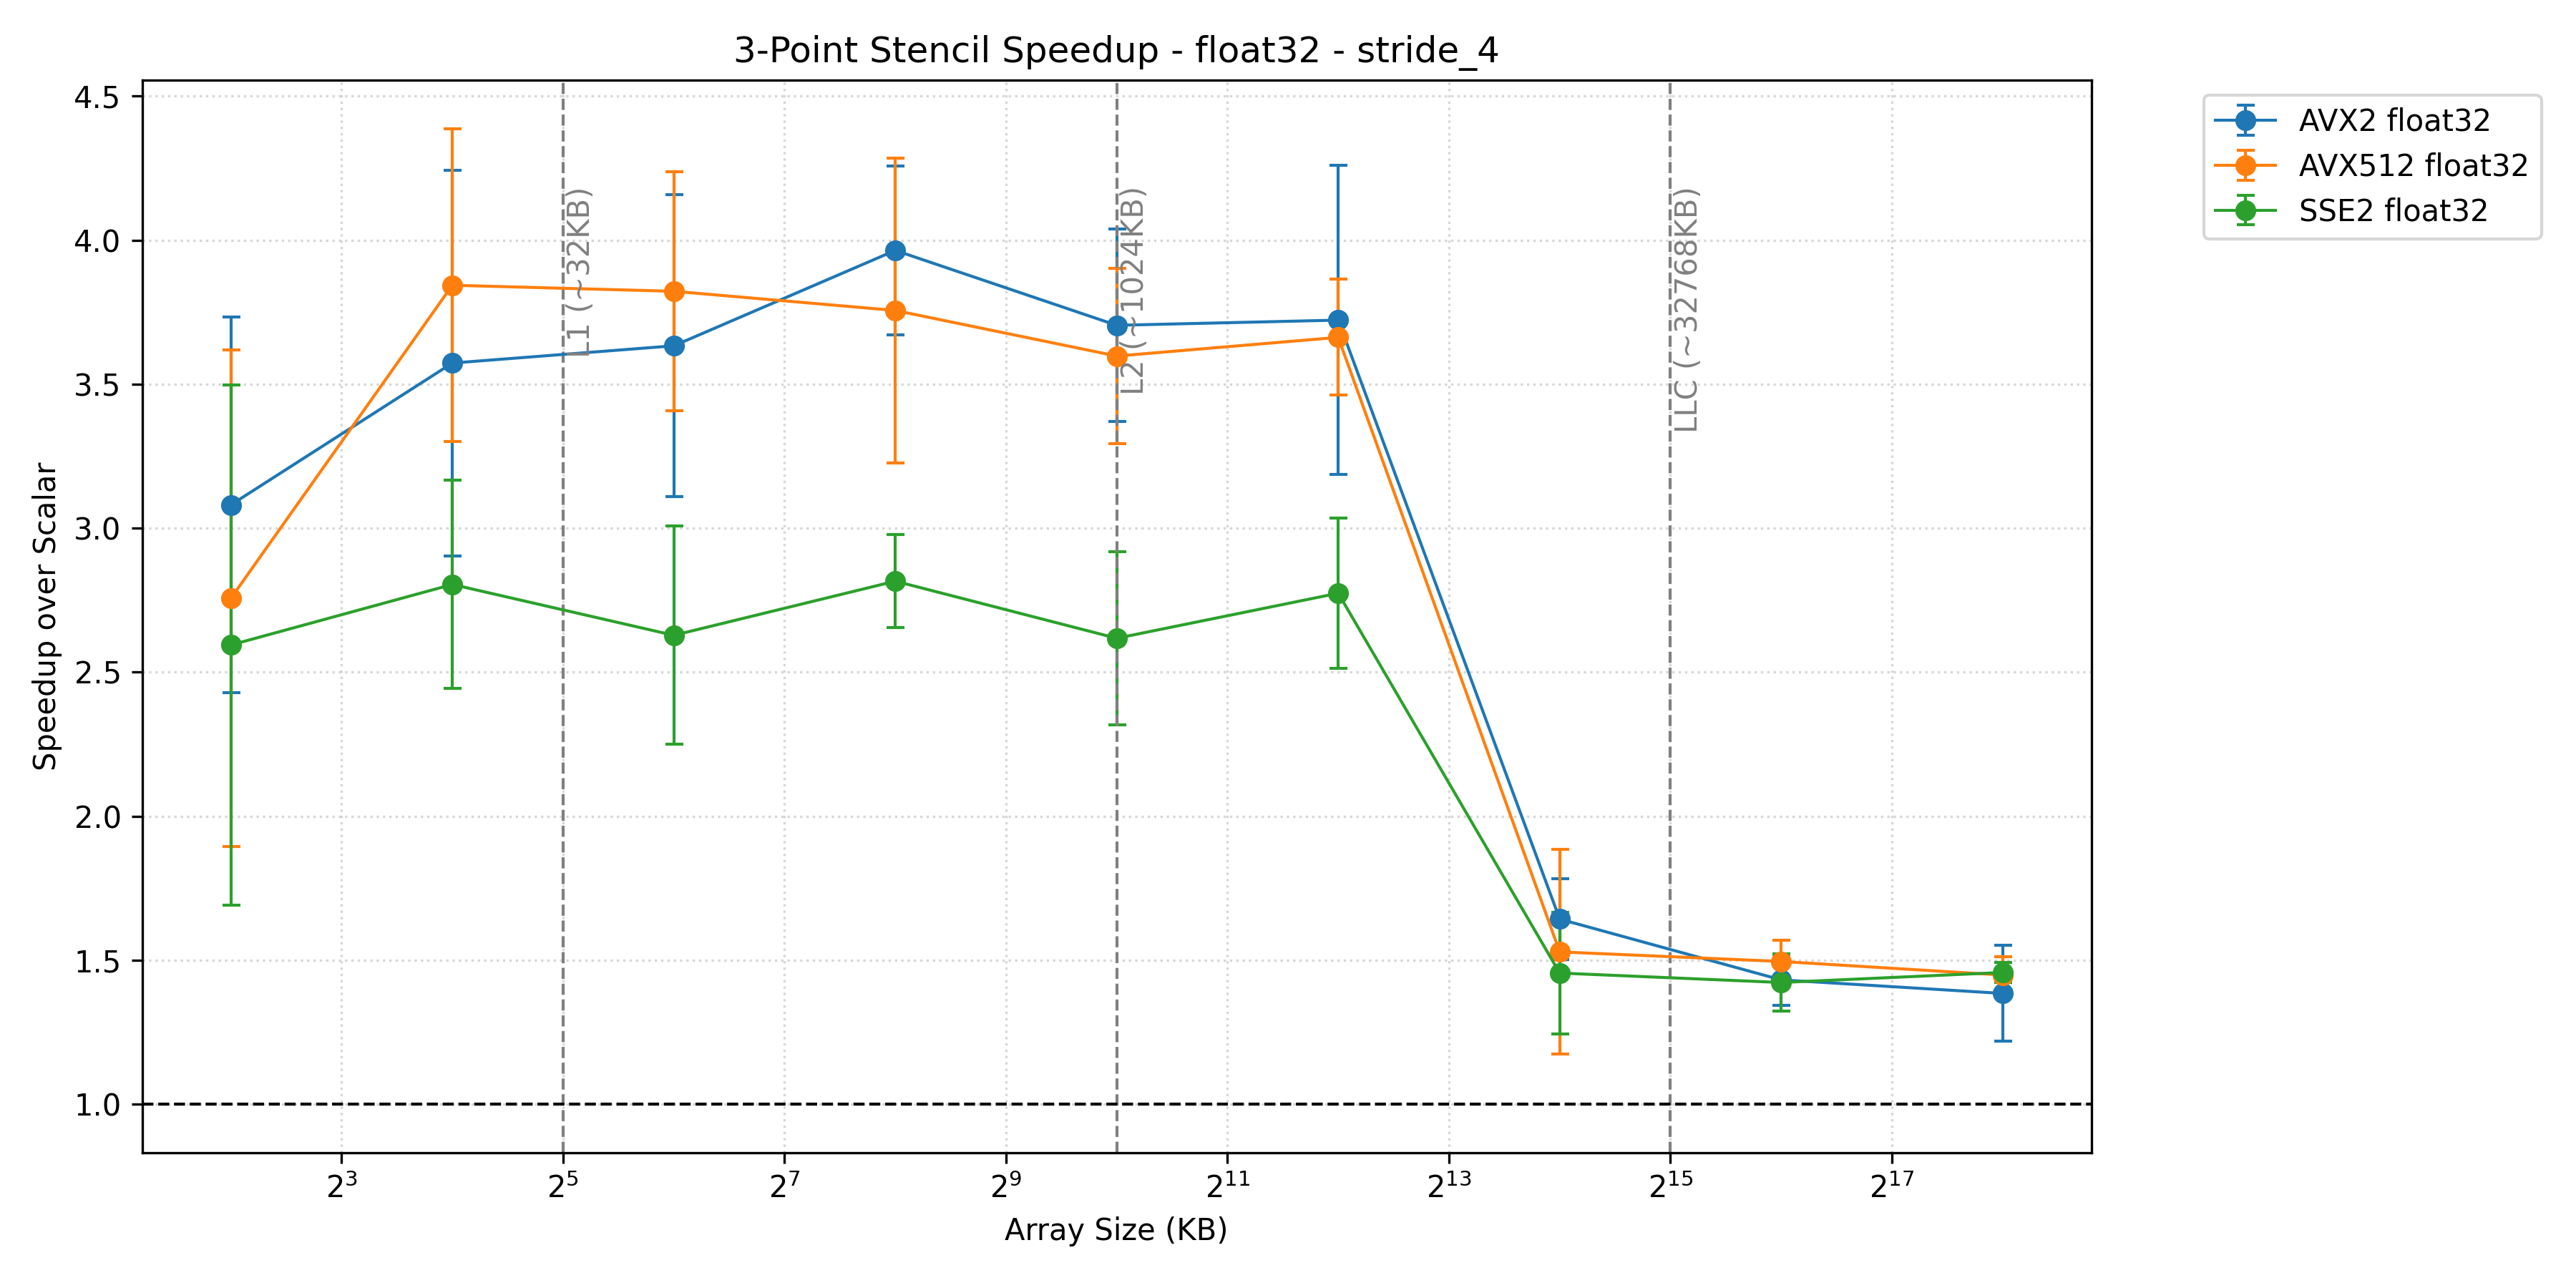 3-Point Stencil Speedup - float32 - stride_4
AVX2 float32
AVX512 float32
SSE2 float32
Speedup over Scalar
4.5
4.0
3.5
3.0
2.5
2.0
1.5
1.0
L1 (~32KB)
L2 (~1024KB)
LLC (~32768KB)
2³ 2⁵ 2⁷ 2⁹ 2¹¹ 2¹³ 2¹⁵ 2¹⁷
Array Size (KB)